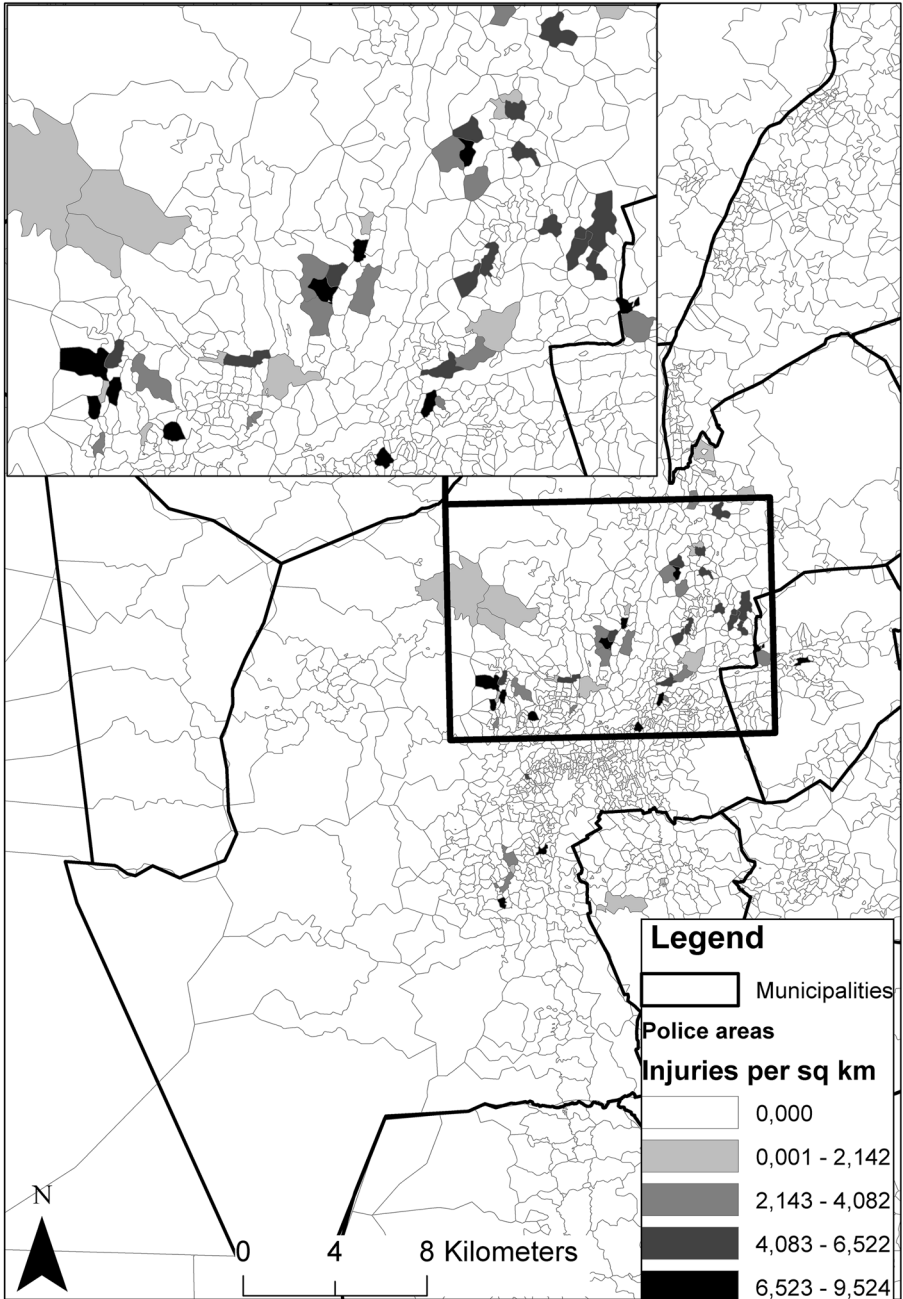 Legend
Municipalities
Police areas
Injuries per sq km
0,000
0,001 - 2,142
2,143 - 4,082
4,083 - 6,522
6,523 - 9,524
N
0 4 8 Kilometers